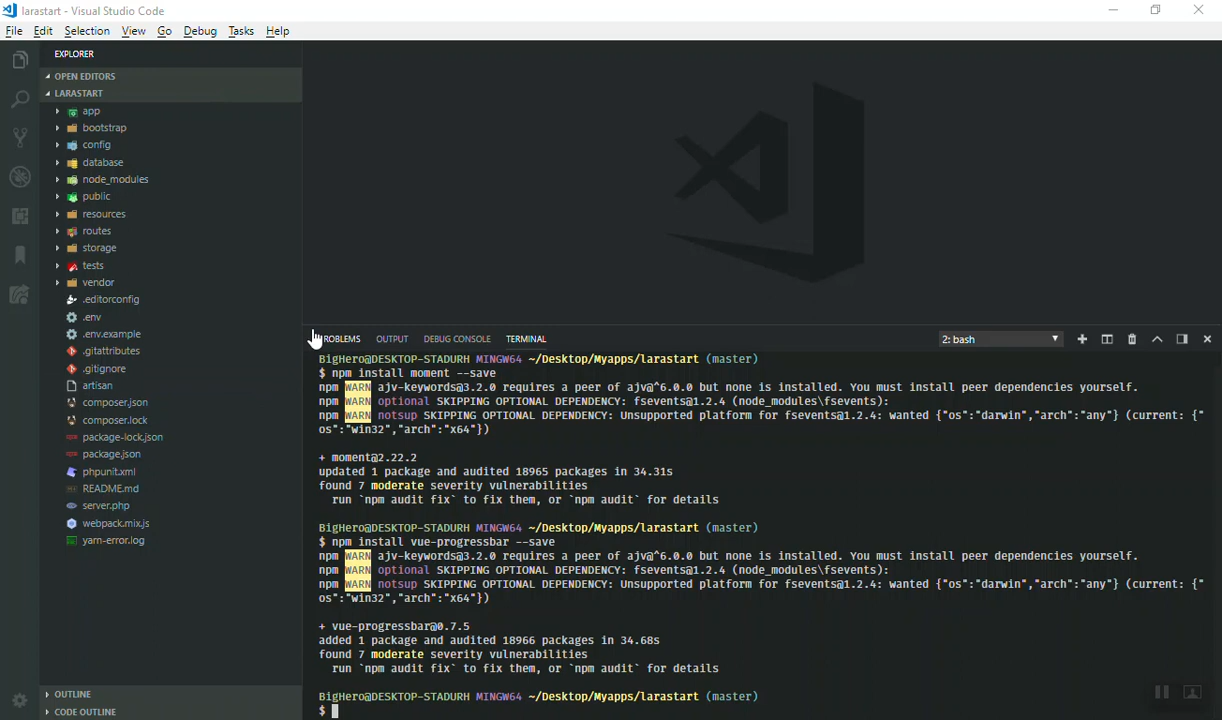 larastart - Visual Studio Code
File Edit Selection View Go Debug Tasks Help
EXPLORER
OPEN EDITORS
LARASTART
app
bootstrap
config
database
node_modules
public
resources
routes
storage
tests
vendor
.editorconfig
.env
.env.example
.gitattributes
.gitignore
artisan
composer.json
composer.lock
package-lock.json
package.json
phpunit.xml
README.md
server.php
webpack.mix.js
yarn-error.log
OUTLINE
CODE OUTLINE
ROBLEMS OUTPUT DEBUG CONSOLE TERMINAL 2: bash
BigHero@DESKTOP-STADURH MINGW64 ~/Desktop/Myapps/larastart (master)
$ npm install moment --save
npm WARN ajv-keywords@3.2.0 requires a peer of ajv@^6.0.0 but none is installed. You must install peer dependencies yourself.
npm WARN optional SKIPPING OPTIONAL DEPENDENCY: fsevents@1.2.4 (node_modules\fsevents):
npm WARN notsup SKIPPING OPTIONAL DEPENDENCY: Unsupported platform for fsevents@1.2.4: wanted {"os":"darwin","arch":"any"} (current: {"
os":"win32","arch":"x64"})
+ moment@2.22.2
updated 1 package and audited 18965 packages in 34.31s
found 7 moderate severity vulnerabilities
run `npm audit fix` to fix them, or `npm audit` for details
BigHero@DESKTOP-STADURH MINGW64 ~/Desktop/Myapps/larastart (master)
$ npm install vue-progressbar --save
npm WARN ajv-keywords@3.2.0 requires a peer of ajv@^6.0.0 but none is installed. You must install peer dependencies yourself.
npm WARN optional SKIPPING OPTIONAL DEPENDENCY: fsevents@1.2.4 (node_modules\fsevents):
npm WARN notsup SKIPPING OPTIONAL DEPENDENCY: Unsupported platform for fsevents@1.2.4: wanted {"os":"darwin","arch":"any"} (current: {"
os":"win32","arch":"x64"})
+ vue-progressbar@0.7.5
added 1 package and audited 18966 packages in 34.68s
found 7 moderate severity vulnerabilities
run `npm audit fix` to fix them, or `npm audit` for details
BigHero@DESKTOP-STADURH MINGW64 ~/Desktop/Myapps/larastart (master)
$